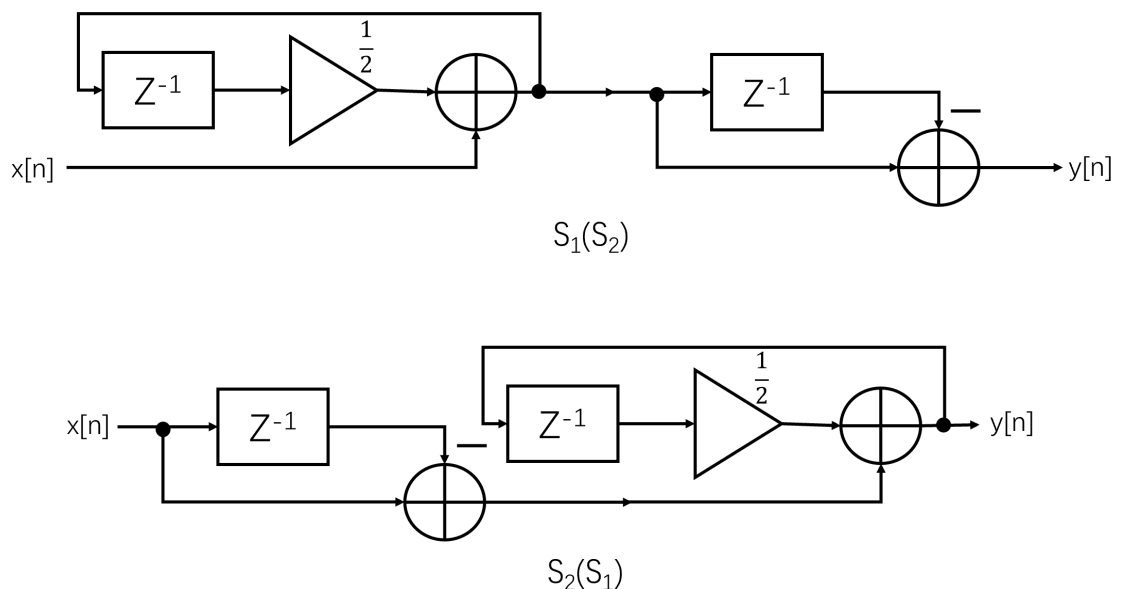 1/2
Z⁻¹
Z⁻¹
x[n]
y[n]
S₁(S₂)
1/2
x[n]
Z⁻¹
Z⁻¹
y[n]
S₂(S₁)